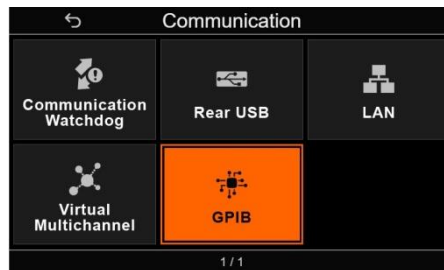 Communication
Communication
Watchdog
Rear USB
LAN
Virtual
Multichannel
GPIB
1 / 1